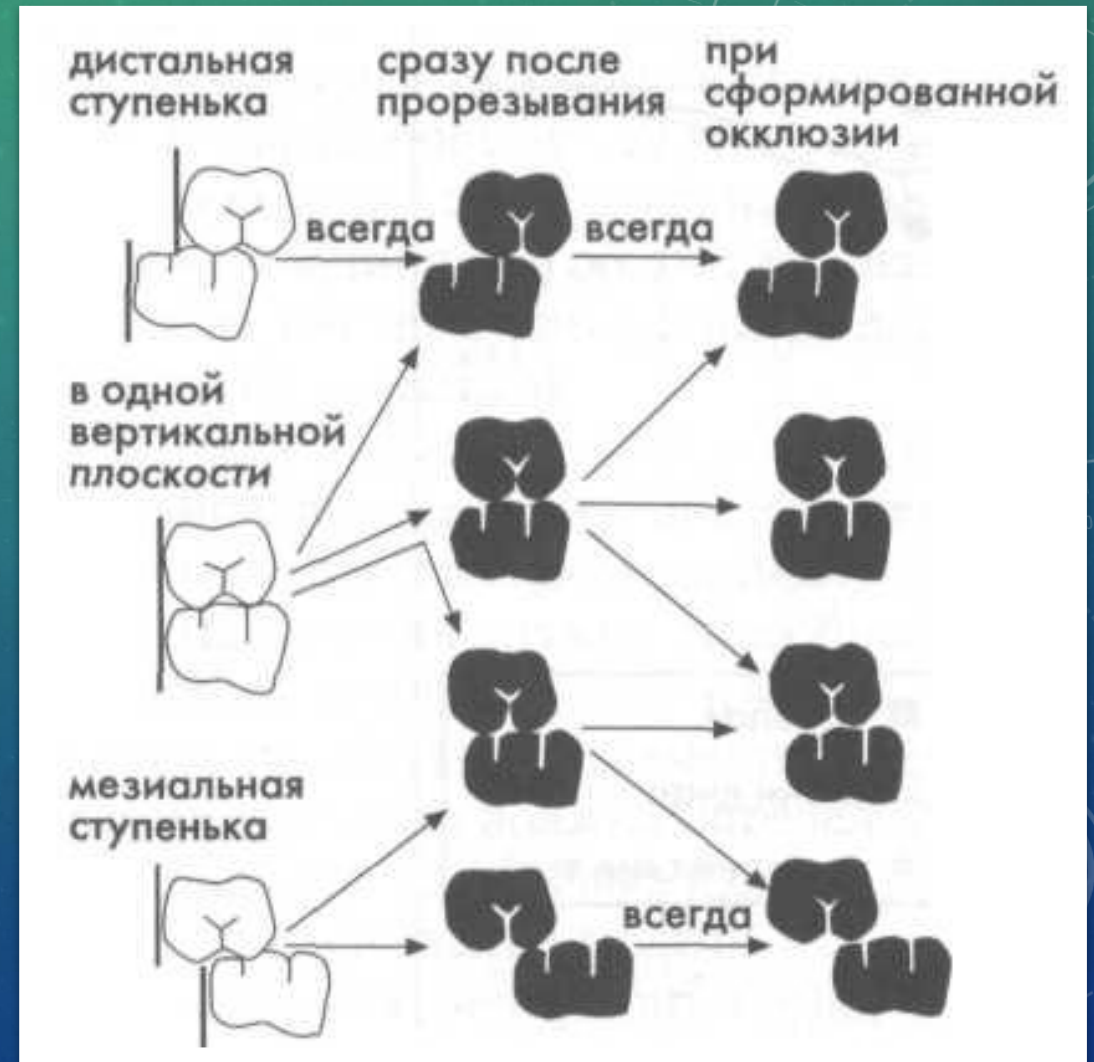 дистальная
ступенька
сразу после
прорезывания
при
сформированной
окклюзии
всегда
всегда
в одной
вертикальной
плоскости
мезиальная
ступенька
всегда